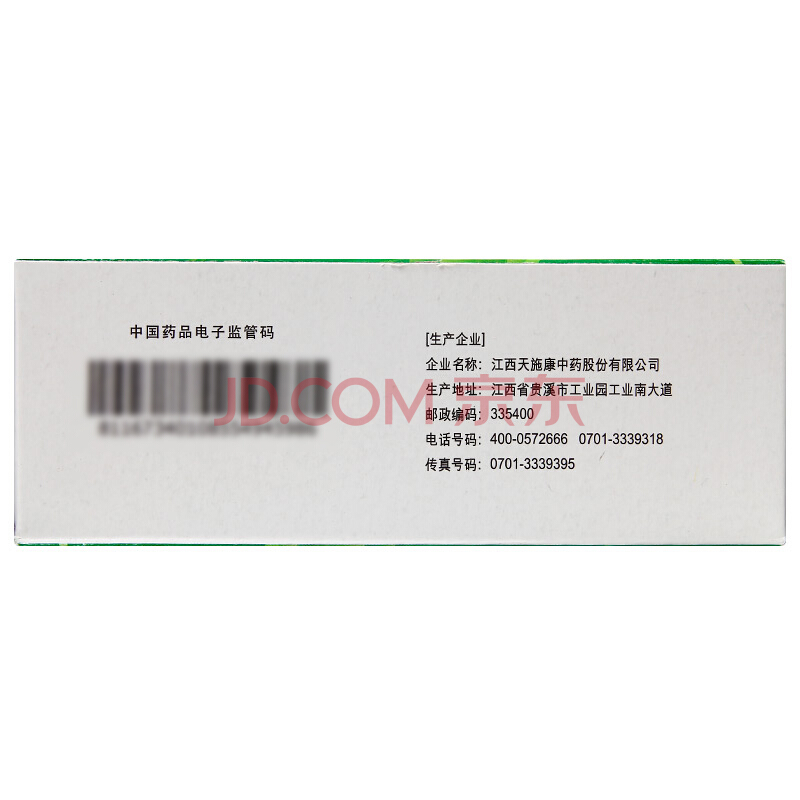 中国药品电子监管码
[生产企业]
企业名称：江西天施康中药股份有限公司
生产地址：江西省贵溪市工业园工业南大道
邮政编码：335400
电话号码：400-0572666 0701-3339318
传真号码：0701-3339395
JD.COM 京东